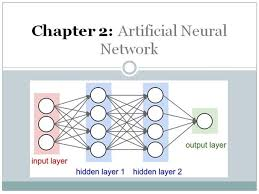 Chapter 2: Artificial Neural
Network
output layer
input layer
hidden layer 1 hidden layer 2